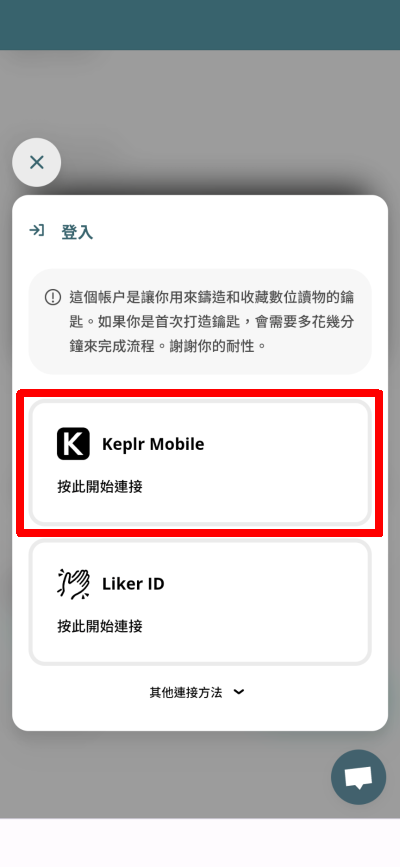 登入
這個帳户是讓你用來鑄造和收藏數位讀物的鑰
匙。如果你是首次打造鑰匙，會需要多花幾分
鐘來完成流程。謝謝你的耐性。
Keplr Mobile
按此開始連接
Liker ID
按此開始連接
其他連接方法